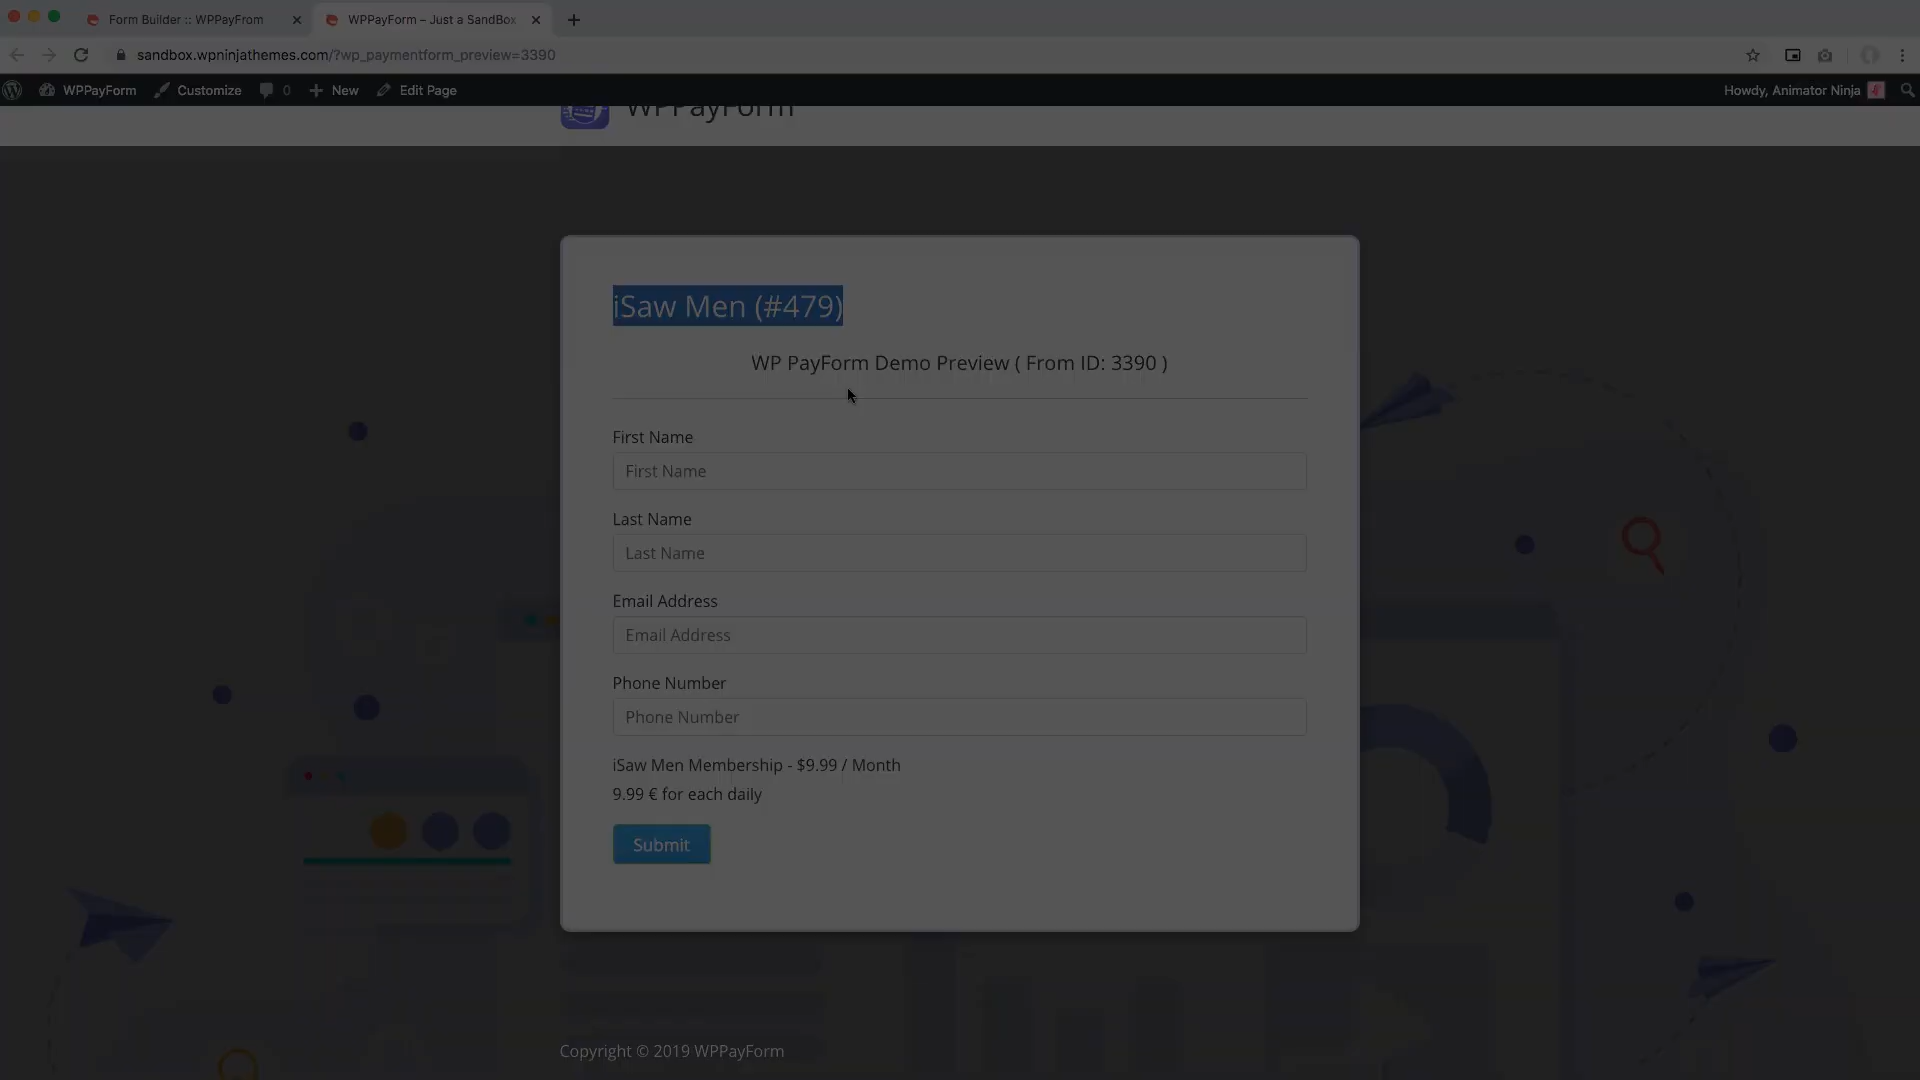 Form Builder :: WPPayFrom
WPPayForm – Just a SandBox
sandbox.wpninjathemes.com/?wp_paymentform_preview=3390
WPPayForm
Customize
0
New
Edit Page
Howdy, Animator Ninja
WPPayForm
iSaw Men (#479)
WP PayForm Demo Preview ( From ID: 3390 )
First Name
First Name
Last Name
Last Name
Email Address
Email Address
Phone Number
Phone Number
iSaw Men Membership - $9.99 / Month
9.99 € for each daily
Submit
Copyright © 2019 WPPayForm